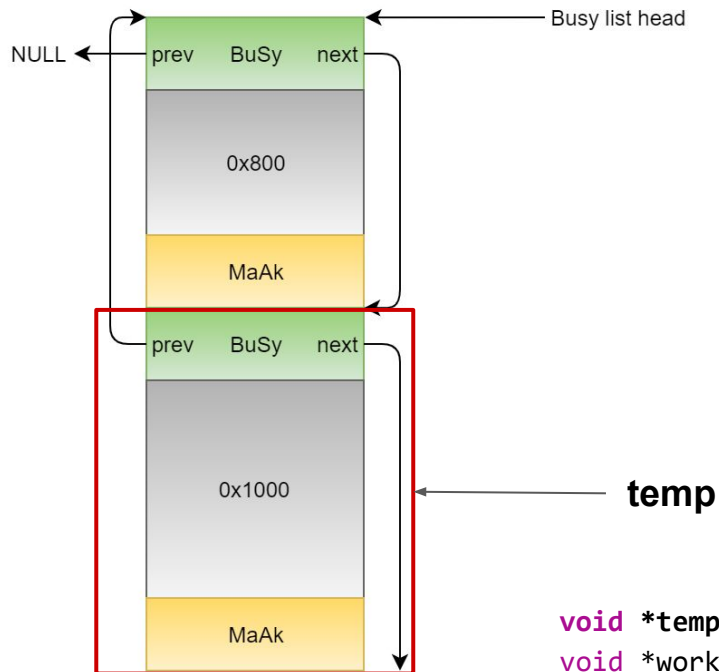 Busy list head
NULL
prev BuSy next
0x800
MaAk
prev BuSy next
0x1000
temp
void *temp
MaAk
void *work